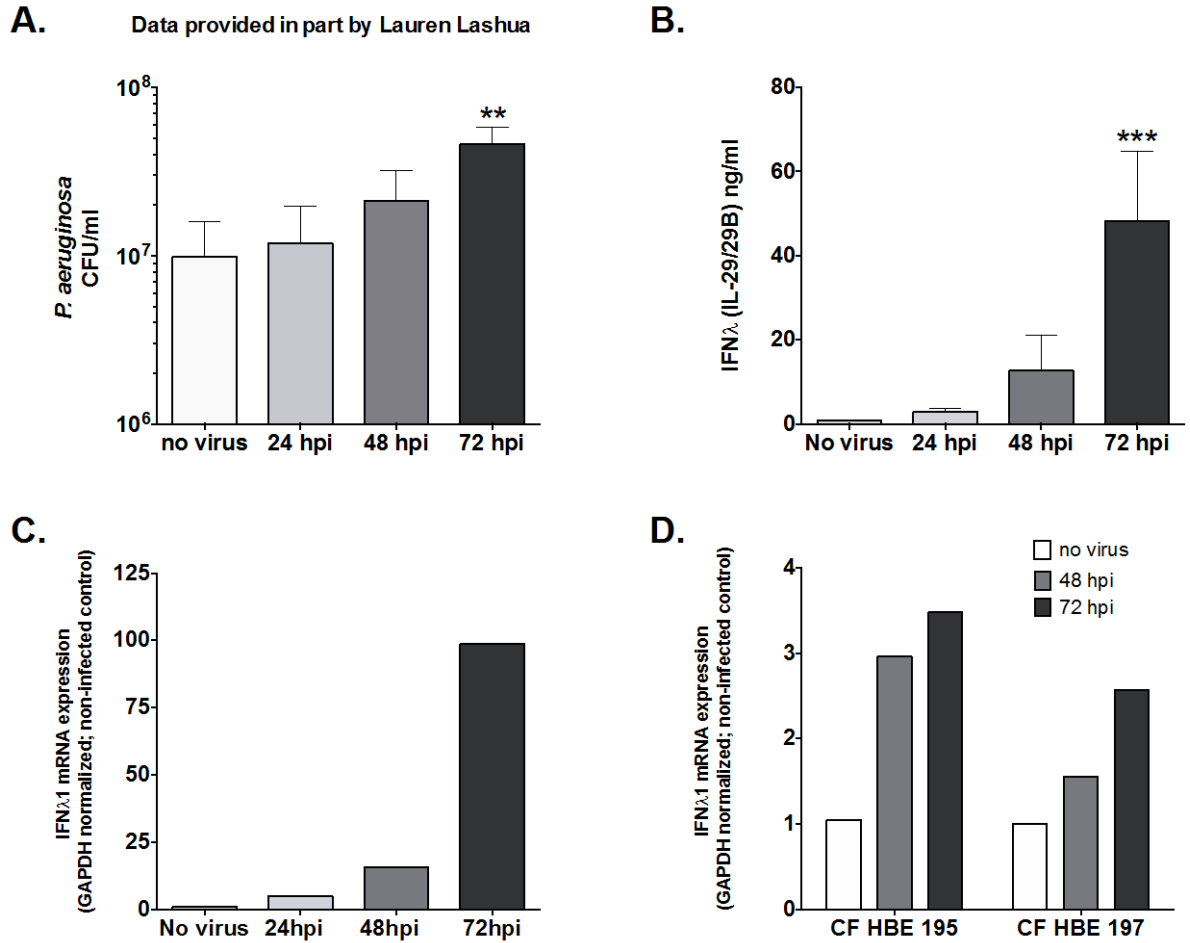 A.
Data provided in part by Lauren Lashua
10⁸
10⁷
10⁶
P. aeruginosa
CFU/ml
**
no virus 24 hpi 48 hpi 72 hpi
B.
80
60
40
20
0
IFNλ (IL-29/29B) ng/ml
***
No virus 24 hpi 48 hpi 72 hpi
C.
125
100
75
50
25
0
IFNλ1 mRNA expression
(GAPDH normalized; non-infected control)
No virus 24hpi 48hpi 72hpi
D.
no virus
48 hpi
72 hpi
4
3
2
1
0
IFNλ1 mRNA expression
(GAPDH normalized; non-infected control)
CF HBE 195 CF HBE 197